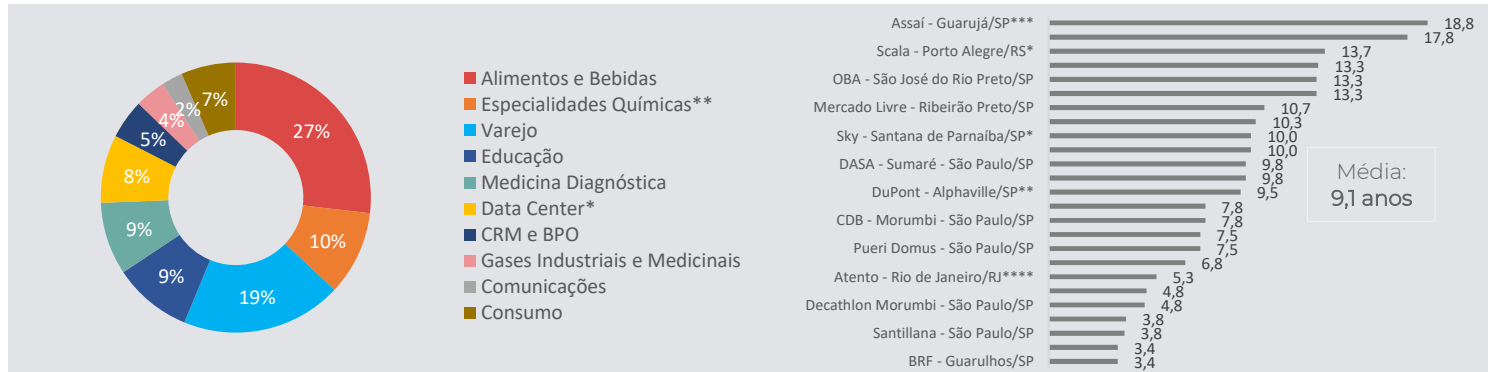 27%
10%
19%
9%
9%
8%
5%
4%
2%
7%
Alimentos e Bebidas
Especialidades Químicas**
Varejo
Educação
Medicina Diagnóstica
Data Center*
CRM e BPO
Gases Industriais e Medicinais
Comunicações
Consumo
Assaí - Guarujá/SP*** 18,8
17,8
Scala - Porto Alegre/RS* 13,7
13,3
OBA - São José do Rio Preto/SP 13,3
13,3
Mercado Livre - Ribeirão Preto/SP 10,7
10,3
Sky - Santana de Parnaíba/SP* 10,0
10,0
DASA - Sumaré - São Paulo/SP 9,8
9,8
DuPont - Alphaville/SP** 9,5
7,8
CDB - Morumbi - São Paulo/SP 7,8
7,5
Pueri Domus - São Paulo/SP 7,5
6,8
Atento - Rio de Janeiro/RJ**** 5,3
4,8
Decathlon Morumbi - São Paulo/SP 4,8
3,8
Santillana - São Paulo/SP 3,8
3,4
BRF - Guarulhos/SP 3,4
Média:
9,1 anos